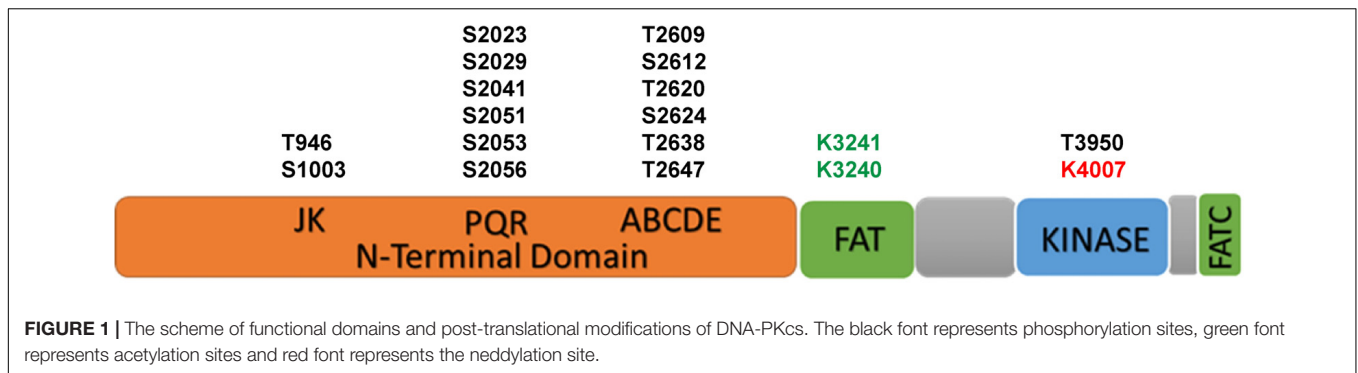 S2023 T2609
S2029 S2612
S2041 T2620
S2051 S2624
T946 S2053 T2638 K3241 T3950
S1003 S2056 T2647 K3240 K4007
JK PQR ABCDE FAT KINASE FATC
N-Terminal Domain
FIGURE 1 | The scheme of functional domains and post-translational modifications of DNA-PKcs. The black font represents phosphorylation sites, green font
represents acetylation sites and red font represents the neddylation site.